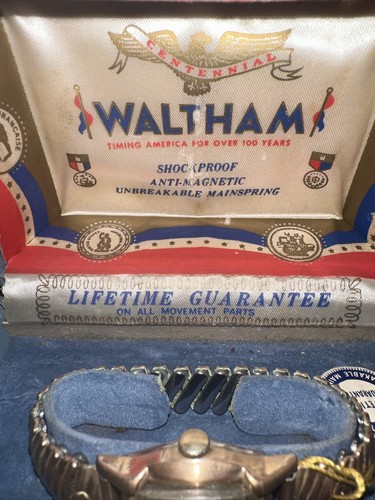 CENTENNIAL
WALTHAM
TIMING AMERICA FOR OVER 100 YEARS
SHOCKPROOF
ANTI-MAGNETIC
UNBREAKABLE MAINSPRING
LIFETIME GUARANTEE
ON ALL MOVEMENT PARTS